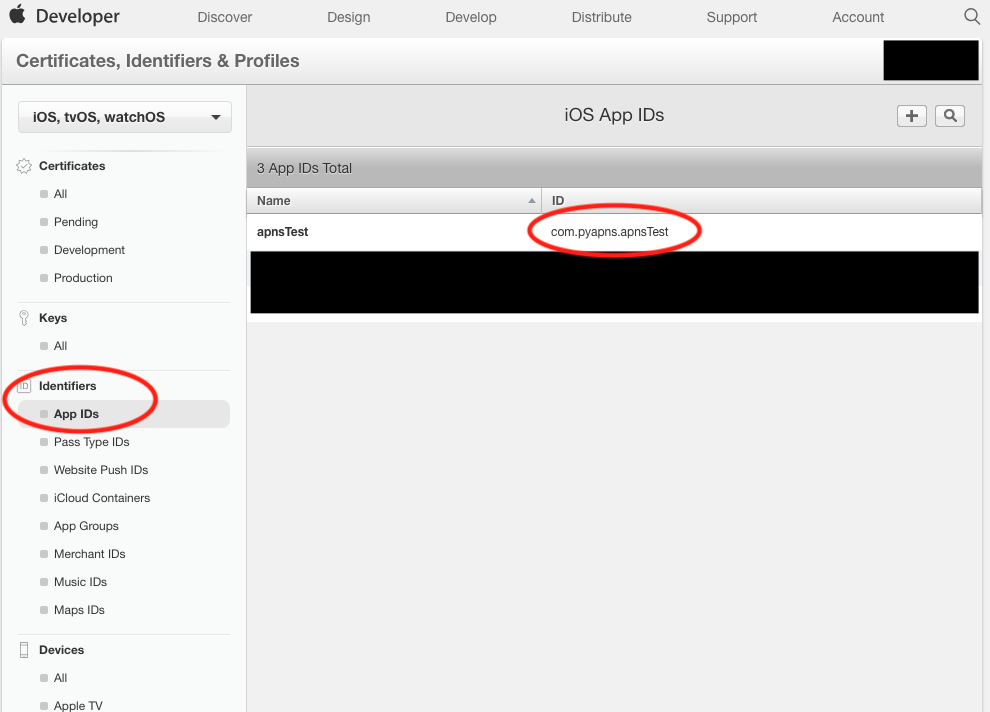 Developer Discover Design Develop Distribute Support Account
Certificates, Identifiers & Profiles
iOS, tvOS, watchOS
Certificates
All
Pending
Development
Production
Keys
All
ID Identifiers
App IDs
Pass Type IDs
Website Push IDs
iCloud Containers
App Groups
Merchant IDs
Music IDs
Maps IDs
Devices
All
Apple TV
iOS App IDs
3 App IDs Total
Name ID
apnsTest com.pyapns.apnsTest